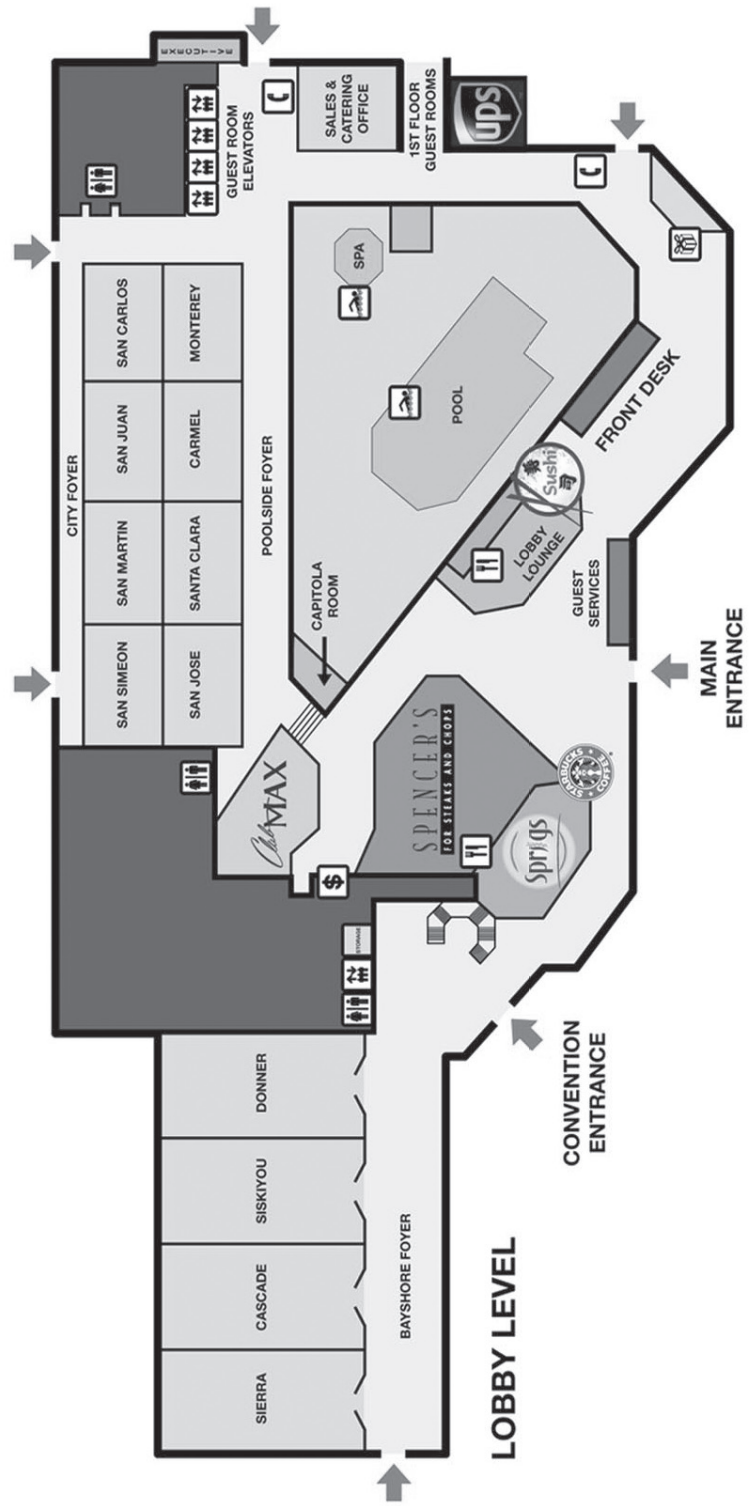 LOBBY LEVEL
SIERRA
CASCADE
SISKIYOU
DONNER
BAYSHORE FOYER
CONVENTION
ENTRANCE
STORAGE
$
Club MAX
SPENCER'S
FOR STEAKS AND CHOPS
Sprigs
STARBUCKS
COFFEE
MAIN
ENTRANCE
GUEST
SERVICES
LOBBY
LOUNGE
寿司
Sushi
FRONT DESK
CAPITOLA
ROOM
POOL
SPA
POOLSIDE FOYER
CITY FOYER
SAN SIMEON
SAN MARTIN
SAN JUAN
SAN CARLOS
SAN JOSE
SANTA CLARA
CARMEL
MONTEREY
GUEST ROOM
ELEVATORS
EXECUTIVE
SALES &
CATERING
OFFICE
1ST FLOOR
GUEST ROOMS
ups